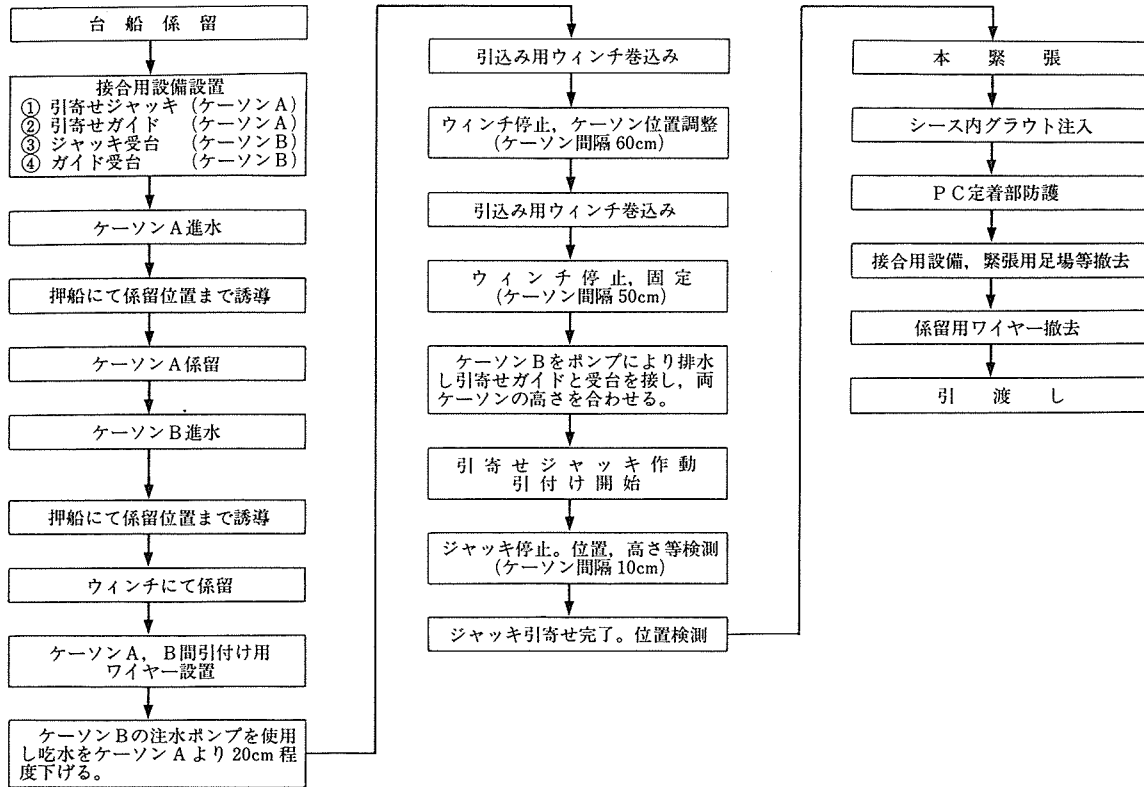 台船係留
接合用設備設置
① 引寄せジャッキ (ケーソンA)
② 引寄せガイド (ケーソンA)
③ ジャッキ受台 (ケーソンB)
④ ガイド受台 (ケーソンB)
ケーソンA進水
押船にて係留位置まで誘導
ケーソンA係留
ケーソンB進水
押船にて係留位置まで誘導
ウィンチにて係留
ケーソンA，B間引付け用
ワイヤー設置
ケーソンBの注水ポンプを使用
し吃水をケーソンAより20cm程
度下げる。
引込み用ウィンチ巻込み
ウィンチ停止，ケーソン位置調整
(ケーソン間隔60cm)
引込み用ウィンチ巻込み
ウィンチ停止，固定
(ケーソン間隔50cm)
ケーソンBをポンプにより排水
し引寄せガイドと受台を接し，両
ケーソンの高さを合わせる。
引寄せジャッキ作動
引付け開始
ジャッキ停止。位置，高さ等検測
(ケーソン間隔10cm)
ジャッキ引寄せ完了。位置検測
本緊張
シース内グラウト注入
PC定着部防護
接合用設備，緊張用足場等撤去
係留用ワイヤー撤去
引渡し